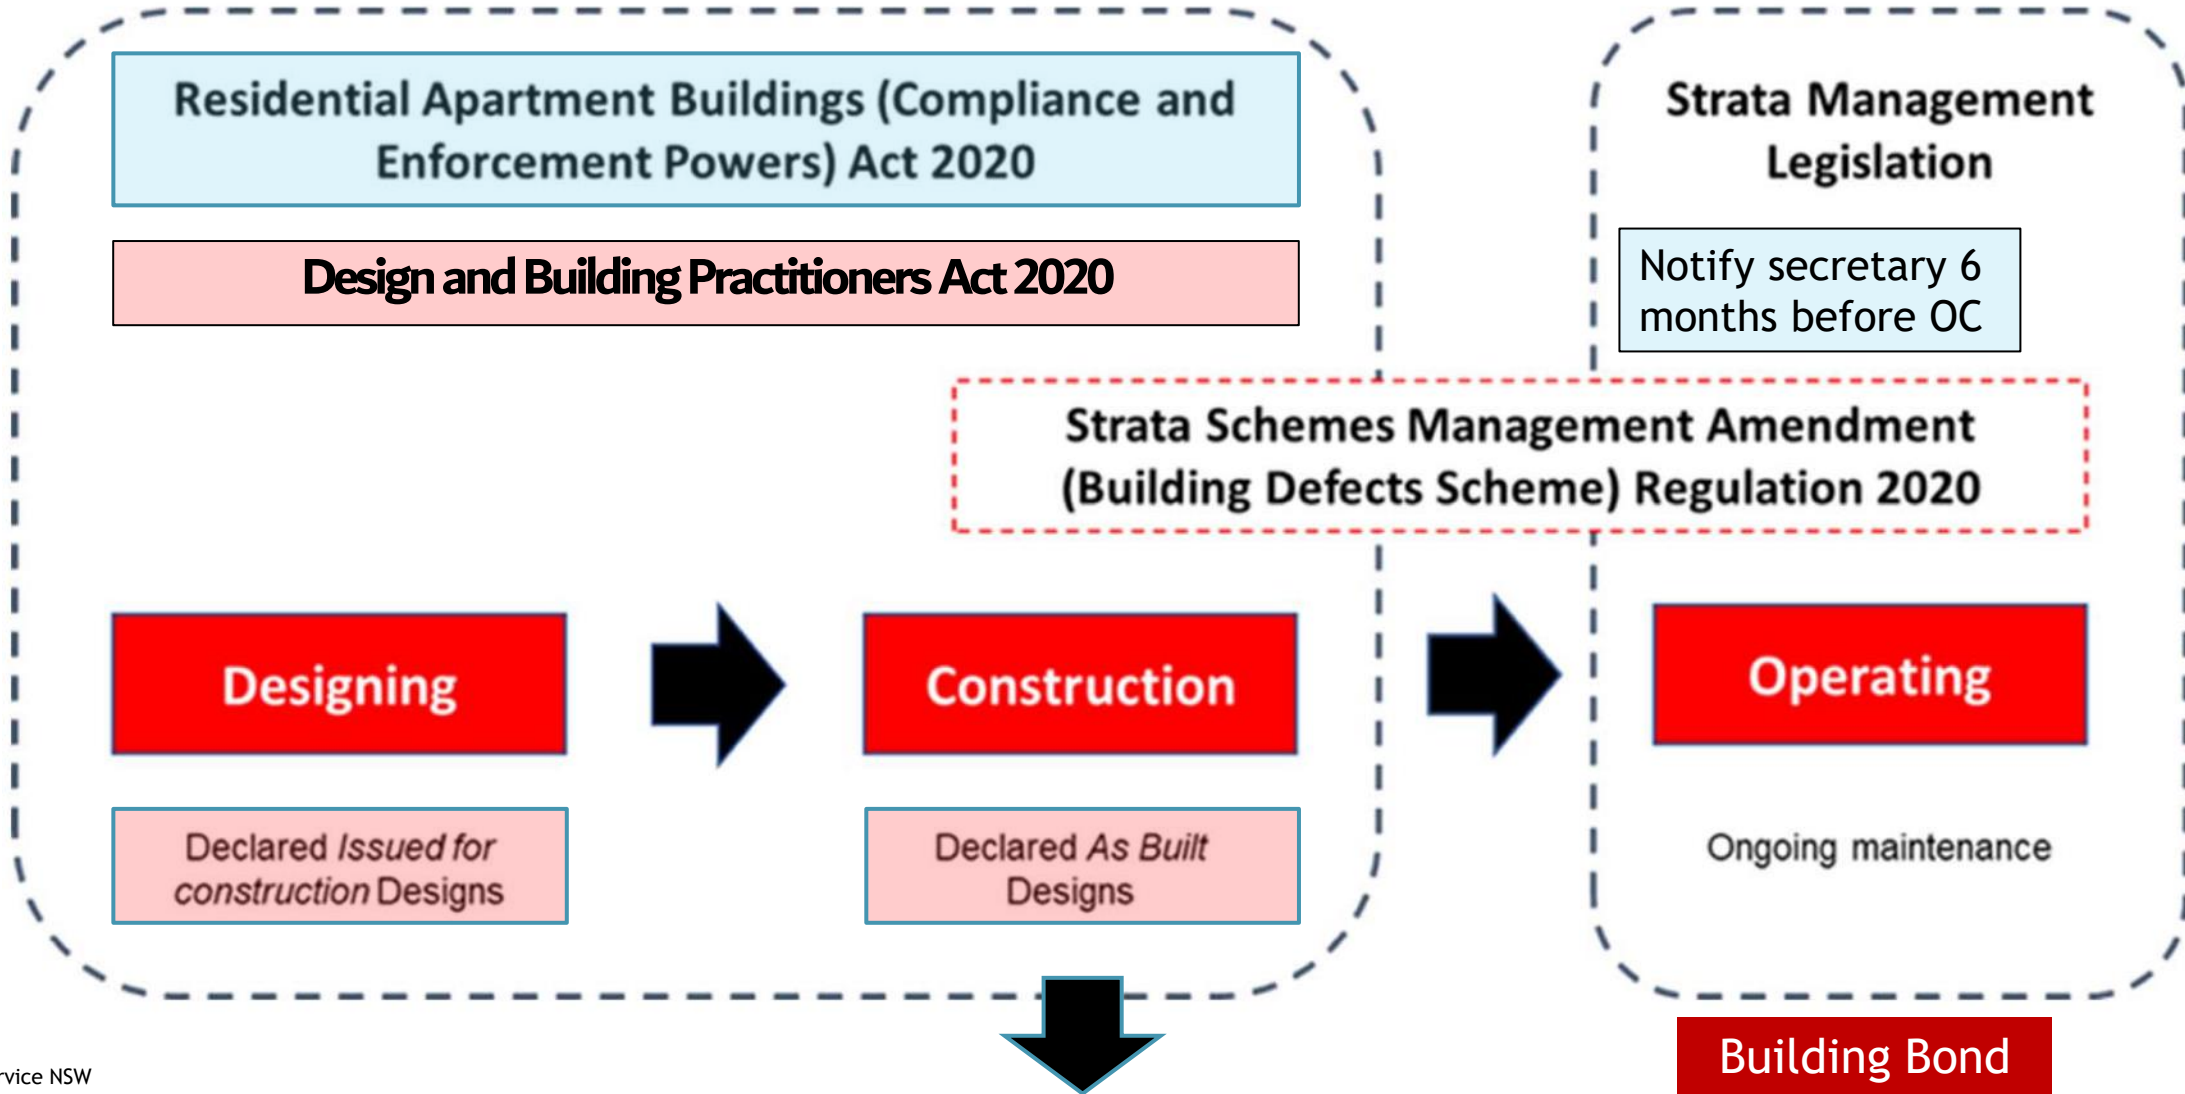 Residential Apartment Buildings (Compliance and
Enforcement Powers) Act 2020
Design and Building Practitioners Act 2020
Strata Management
Legislation
Notify secretary 6
months before OC
Strata Schemes Management Amendment
(Building Defects Scheme) Regulation 2020
Designing
Construction
Operating
Declared Issued for
construction Designs
Declared As Built
Designs
Ongoing maintenance
Building Bond
rvice NSW